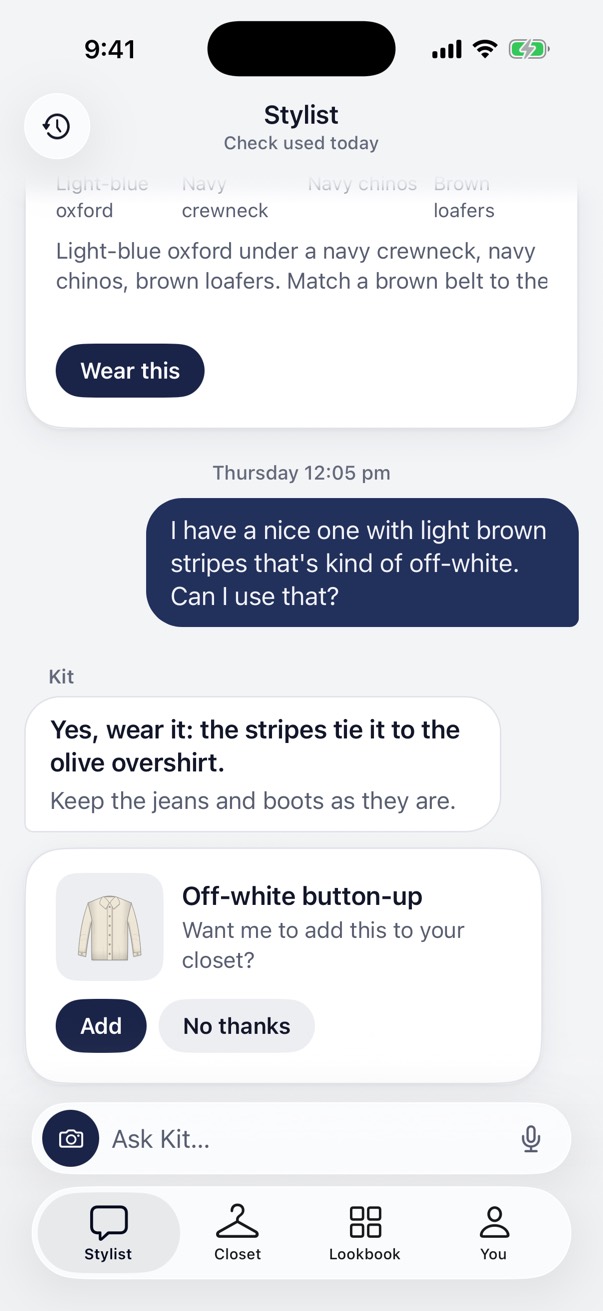 9:41
Stylist
Check used today
Light-blue oxford
Navy crewneck
Navy chinos
Brown loafers
Light-blue oxford under a navy crewneck, navy
chinos, brown loafers. Match a brown belt to the
Wear this
Thursday 12:05 pm
I have a nice one with light brown
stripes that's kind of off-white.
Can I use that?
Kit
Yes, wear it: the stripes tie it to the
olive overshirt.
Keep the jeans and boots as they are.
Off-white button-up
Want me to add this to your
closet?
Add
No thanks
Ask Kit...
Stylist
Closet
Lookbook
You